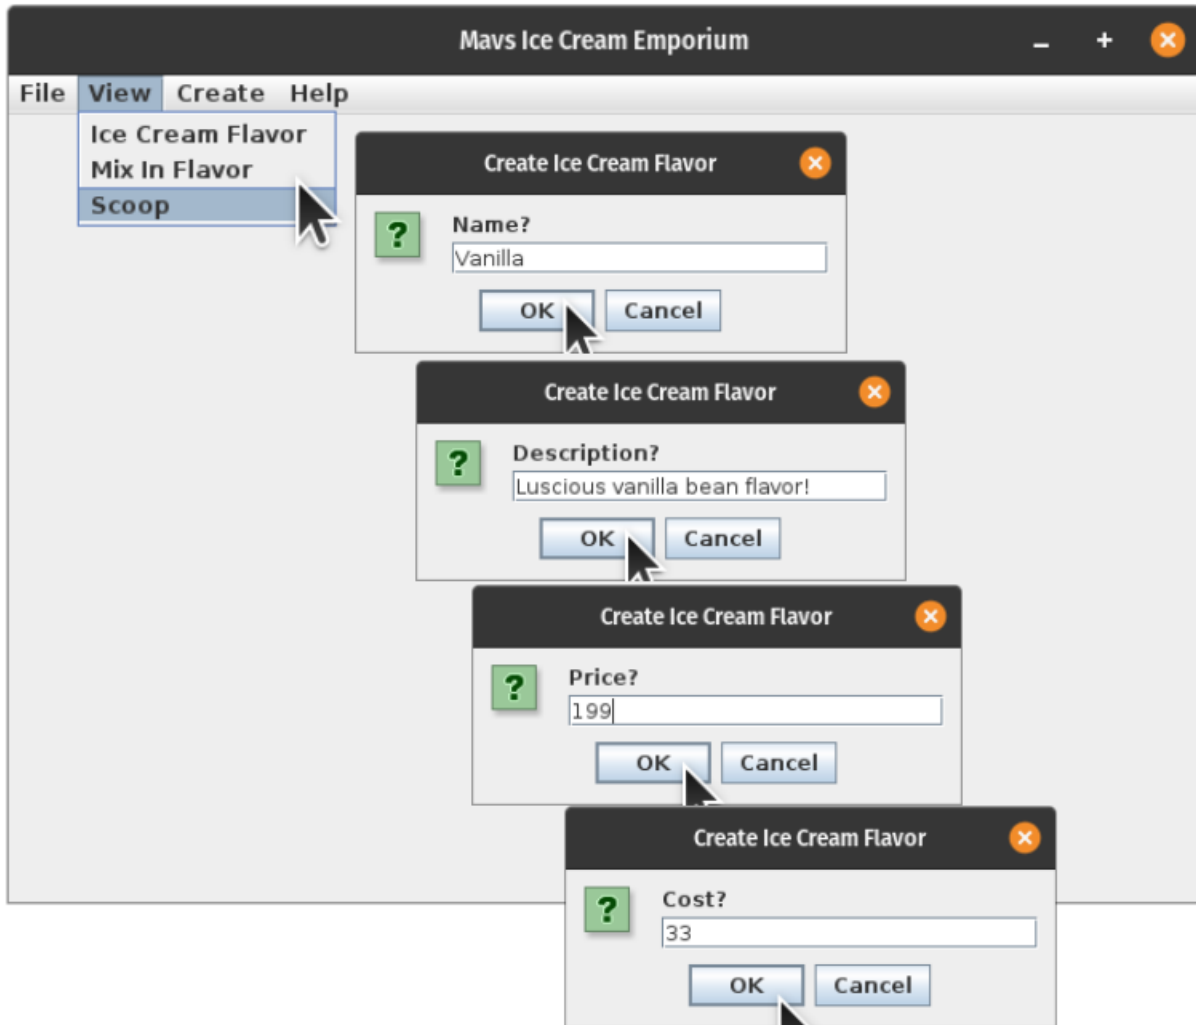 Mavs Ice Cream Emporium
File View Create Help
Ice Cream Flavor
Mix In Flavor
Scoop
Create Ice Cream Flavor
Name?
Vanilla
OK Cancel
Create Ice Cream Flavor
Description?
Luscious vanilla bean flavor!
OK Cancel
Create Ice Cream Flavor
Price?
199
OK Cancel
Create Ice Cream Flavor
Cost?
33
OK Cancel